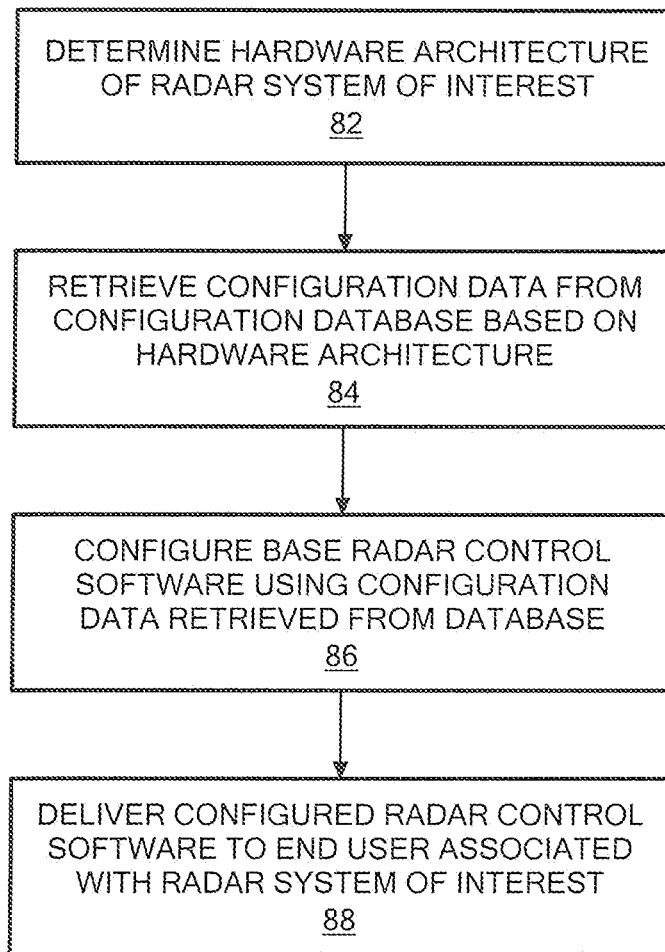 DETERMINE HARDWARE ARCHITECTURE
OF RADAR SYSTEM OF INTEREST
82
RETRIEVE CONFIGURATION DATA FROM
CONFIGURATION DATABASE BASED ON
HARDWARE ARCHITECTURE
84
CONFIGURE BASE RADAR CONTROL
SOFTWARE USING CONFIGURATION
DATA RETRIEVED FROM DATABASE
86
DELIVER CONFIGURED RADAR CONTROL
SOFTWARE TO END USER ASSOCIATED
WITH RADAR SYSTEM OF INTEREST
88